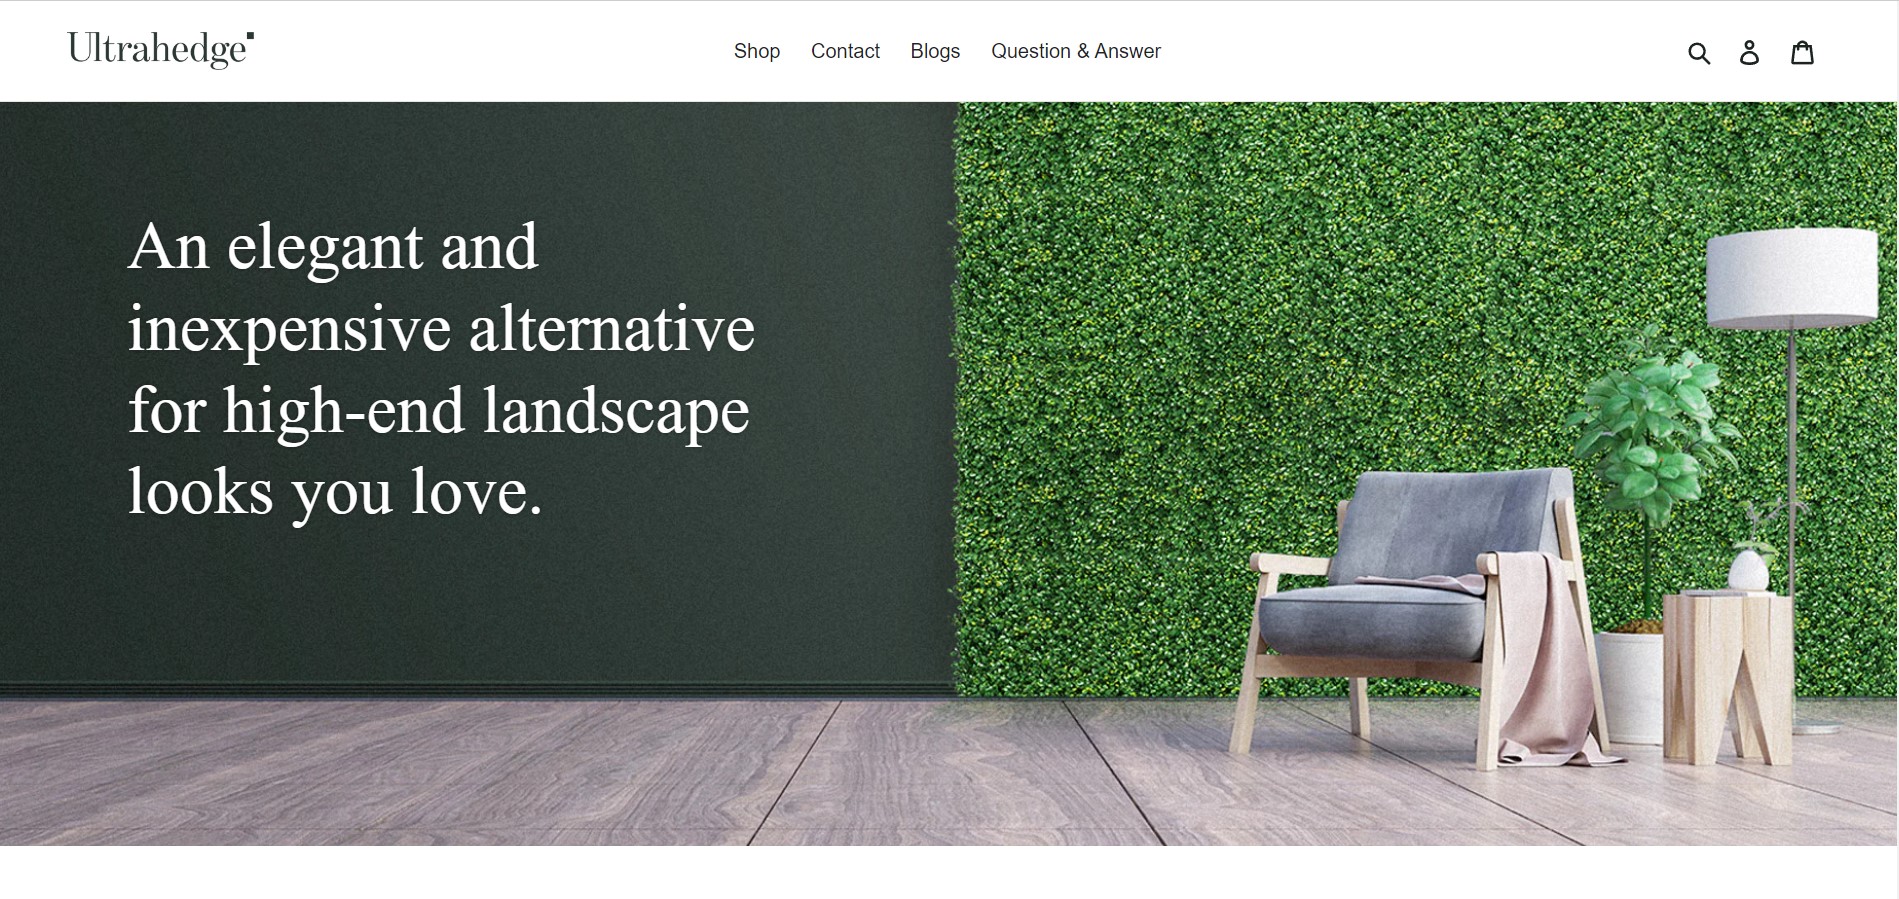 Ultrahedge
Shop Contact Blogs Question & Answer
An elegant and
inexpensive alternative
for high-end landscape
looks you love.